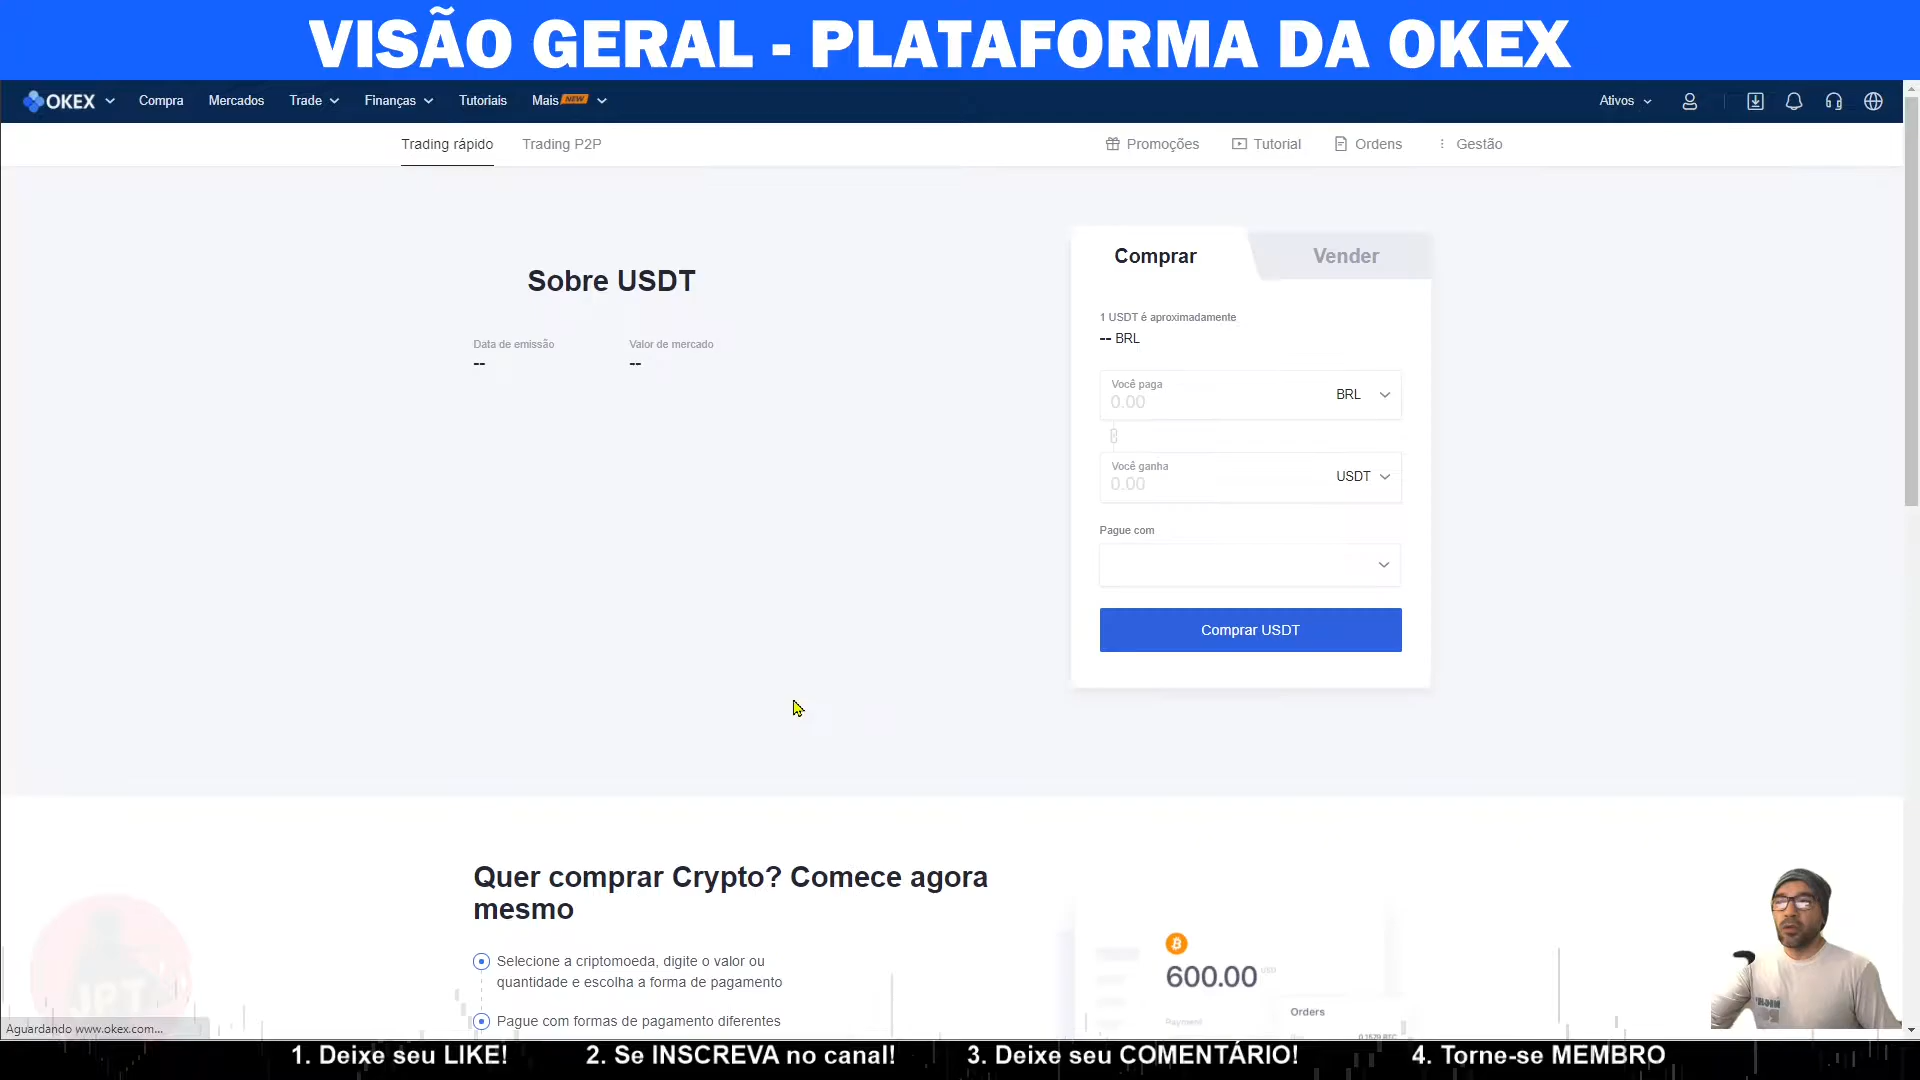 VISÃO GERAL - PLATAFORMA DA OKEX
OKEX Compra Mercados Trade Finanças Tutoriais Mais NEW Ativos
Trading rápido Trading P2P Promoções Tutorial Ordens Gestão
Comprar Vender
Sobre USDT
1 USDT é aproximadamente
-- BRL
Data de emissão Valor de mercado
-- --
Você paga
0.00 BRL
Você ganha
0.00 USDT
Pague com
Comprar USDT
Quer comprar Crypto? Comece agora
mesmo
Selecione a criptomoeda, digite o valor ou
quantidade e escolha a forma de pagamento
Pague com formas de pagamento diferentes
600.00 USD
Orders
Payment
JPT
Aguardando www.okex.com...
1. Deixe seu LIKE! 2. Se INSCREVA no canal! 3. Deixe seu COMENTÁRIO! 4. Torne-se MEMBRO